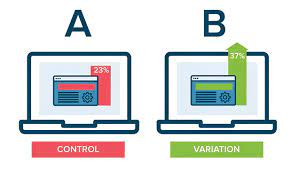 A
B
23%
37%
CONTROL
VARIATION